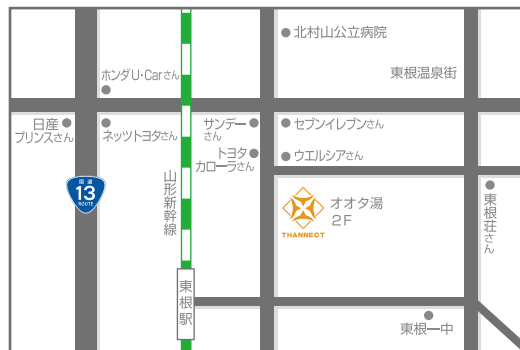 北村山公立病院
ホンダU・Carさん
東根温泉街
日産
プリンスさん
ネッツトヨタさん
サンデー
さん
セブンイレブンさん
トヨタ
カローラさん
ウエルシアさん
国道
13
ROUTE
山形新幹線
THANNECT
オオタ湯
2F
東根荘さん
東根駅
東根一中